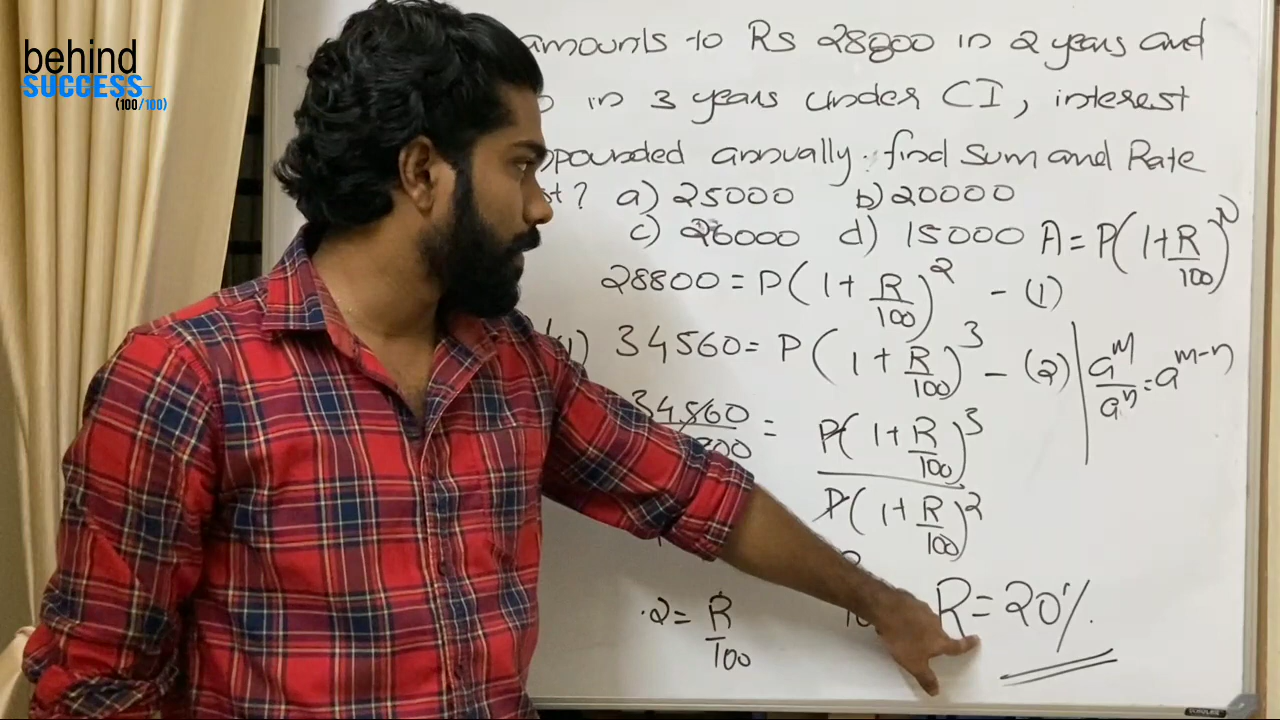 behind
SUCCESS
(100/100)
amounts to Rs 28800 in 2 years and
in 3 years under CI, interest
annually. find Sum and Rate
? a) 25000 b) 20000
c) 26000 d) 15000 A = P(1+R/100)^n
28800 = P(1+R/100)^2 - (1)
34560 = P(1+R/100)^3 - (2) | a^m/a^n = a^m-n
34560 = P(1+R/100)^3
P(1+R/100)^2
.2 = R/100 R = 20%.